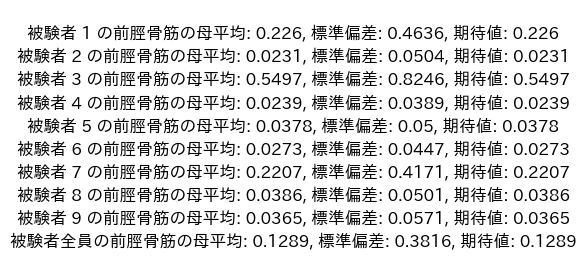 被験者 1 の前脛骨筋の母平均: 0.226, 標準偏差: 0.4636, 期待値: 0.226
被験者 2 の前脛骨筋の母平均: 0.0231, 標準偏差: 0.0504, 期待値: 0.0231
被験者 3 の前脛骨筋の母平均: 0.5497, 標準偏差: 0.8246, 期待値: 0.5497
被験者 4 の前脛骨筋の母平均: 0.0239, 標準偏差: 0.0389, 期待値: 0.0239
被験者 5 の前脛骨筋の母平均: 0.0378, 標準偏差: 0.05, 期待値: 0.0378
被験者 6 の前脛骨筋の母平均: 0.0273, 標準偏差: 0.0447, 期待値: 0.0273
被験者 7 の前脛骨筋の母平均: 0.2207, 標準偏差: 0.4171, 期待値: 0.2207
被験者 8 の前脛骨筋の母平均: 0.0386, 標準偏差: 0.0501, 期待値: 0.0386
被験者 9 の前脛骨筋の母平均: 0.0365, 標準偏差: 0.0571, 期待値: 0.0365
被験者全員の前脛骨筋の母平均: 0.1289, 標準偏差: 0.3816, 期待値: 0.1289